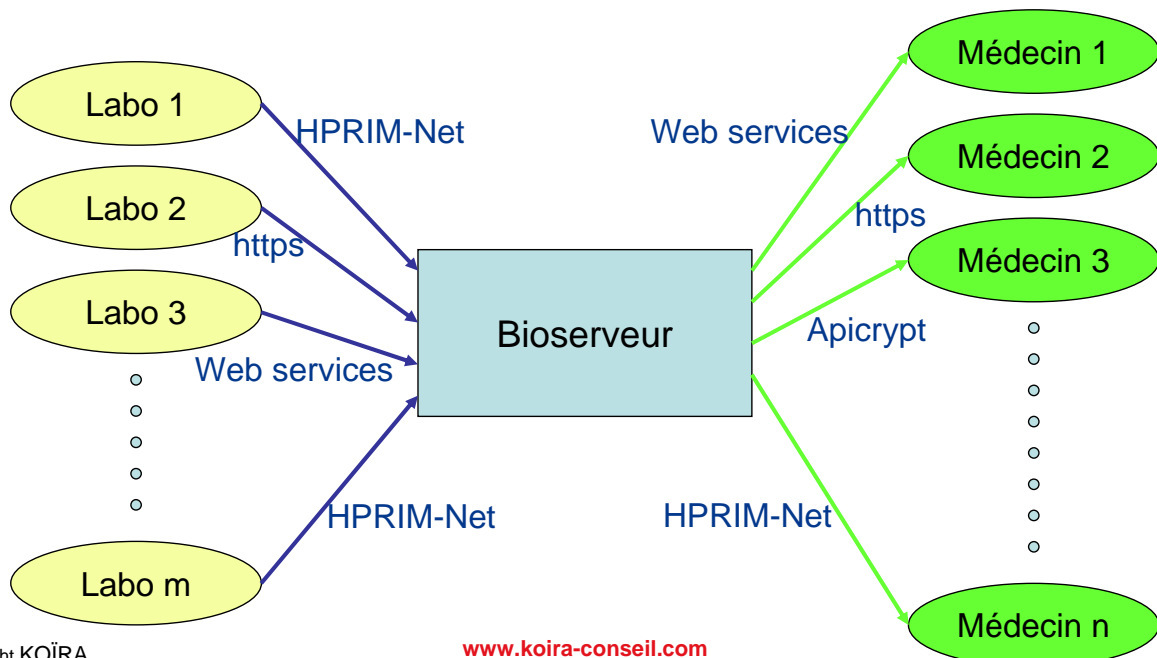 Labo 1
Labo 2
Labo 3
Labo m
HPRIM-Net
https
Web services
HPRIM-Net
Bioserveur
Web services
https
Apicrypt
HPRIM-Net
Médecin 1
Médecin 2
Médecin 3
Médecin n
ht KOÏRA
www.koira-conseil.com